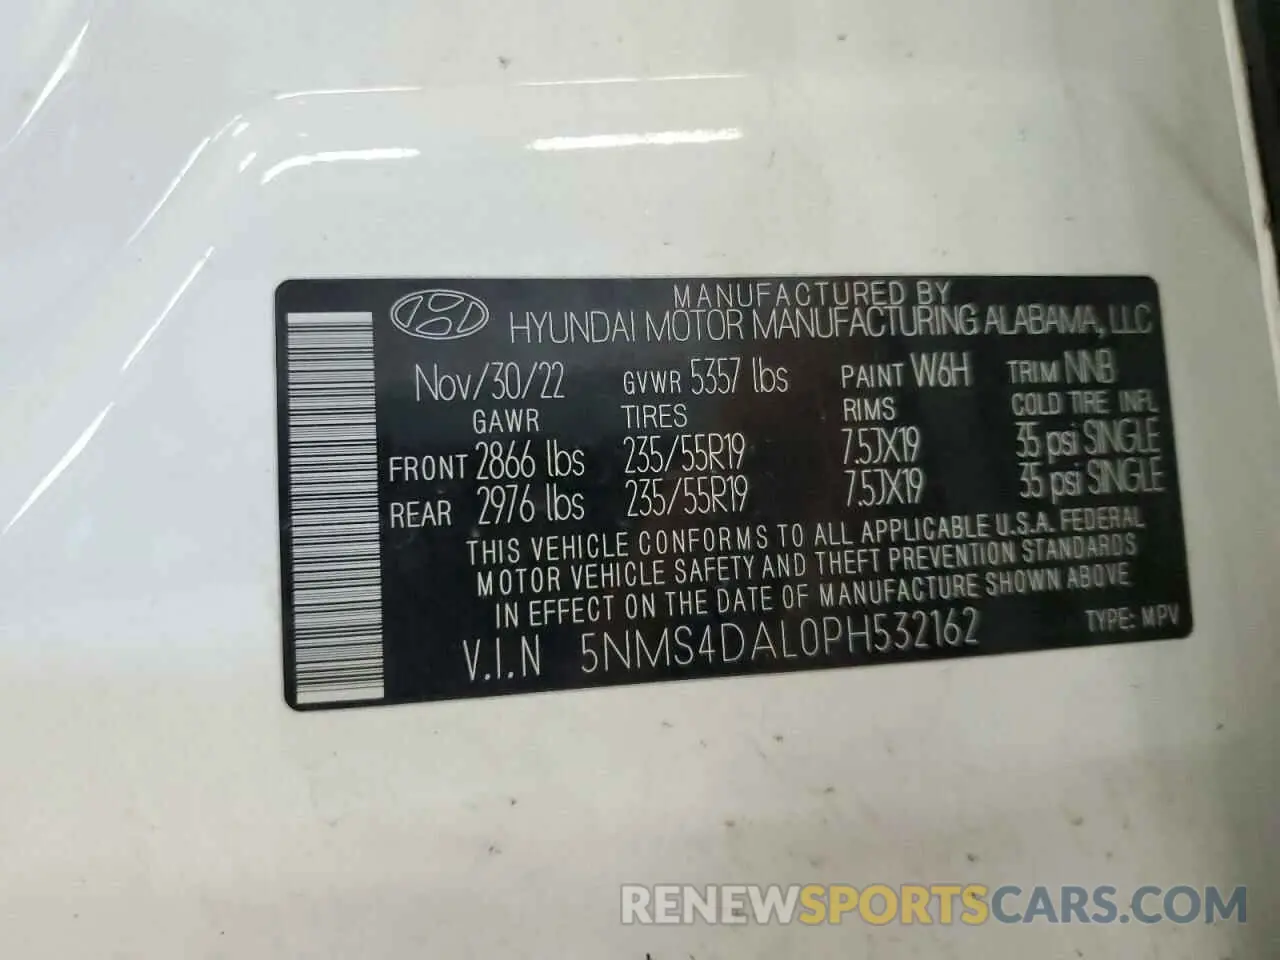 MANUFACTURED BY
HYUNDAI MOTOR MANUFACTURING ALABAMA, LLC
Nov/30/22 GVWR 5357 lbs PAINT W6H TRIM NNB
GAWR TIRES RIMS COLD TIRE INFL
FRONT 2866 lbs 235/55R19 7.5JX19 35 psi SINGLE
REAR 2976 lbs 235/55R19 7.5JX19 35 psi SINGLE
THIS VEHICLE CONFORMS TO ALL APPLICABLE U.S.A. FEDERAL
MOTOR VEHICLE SAFETY AND THEFT PREVENTION STANDARDS
IN EFFECT ON THE DATE OF MANUFACTURE SHOWN ABOVE
V.I.N 5NMS4DAL0PH532162 TYPE: MPV
RENEWSPORTSCARS.COM